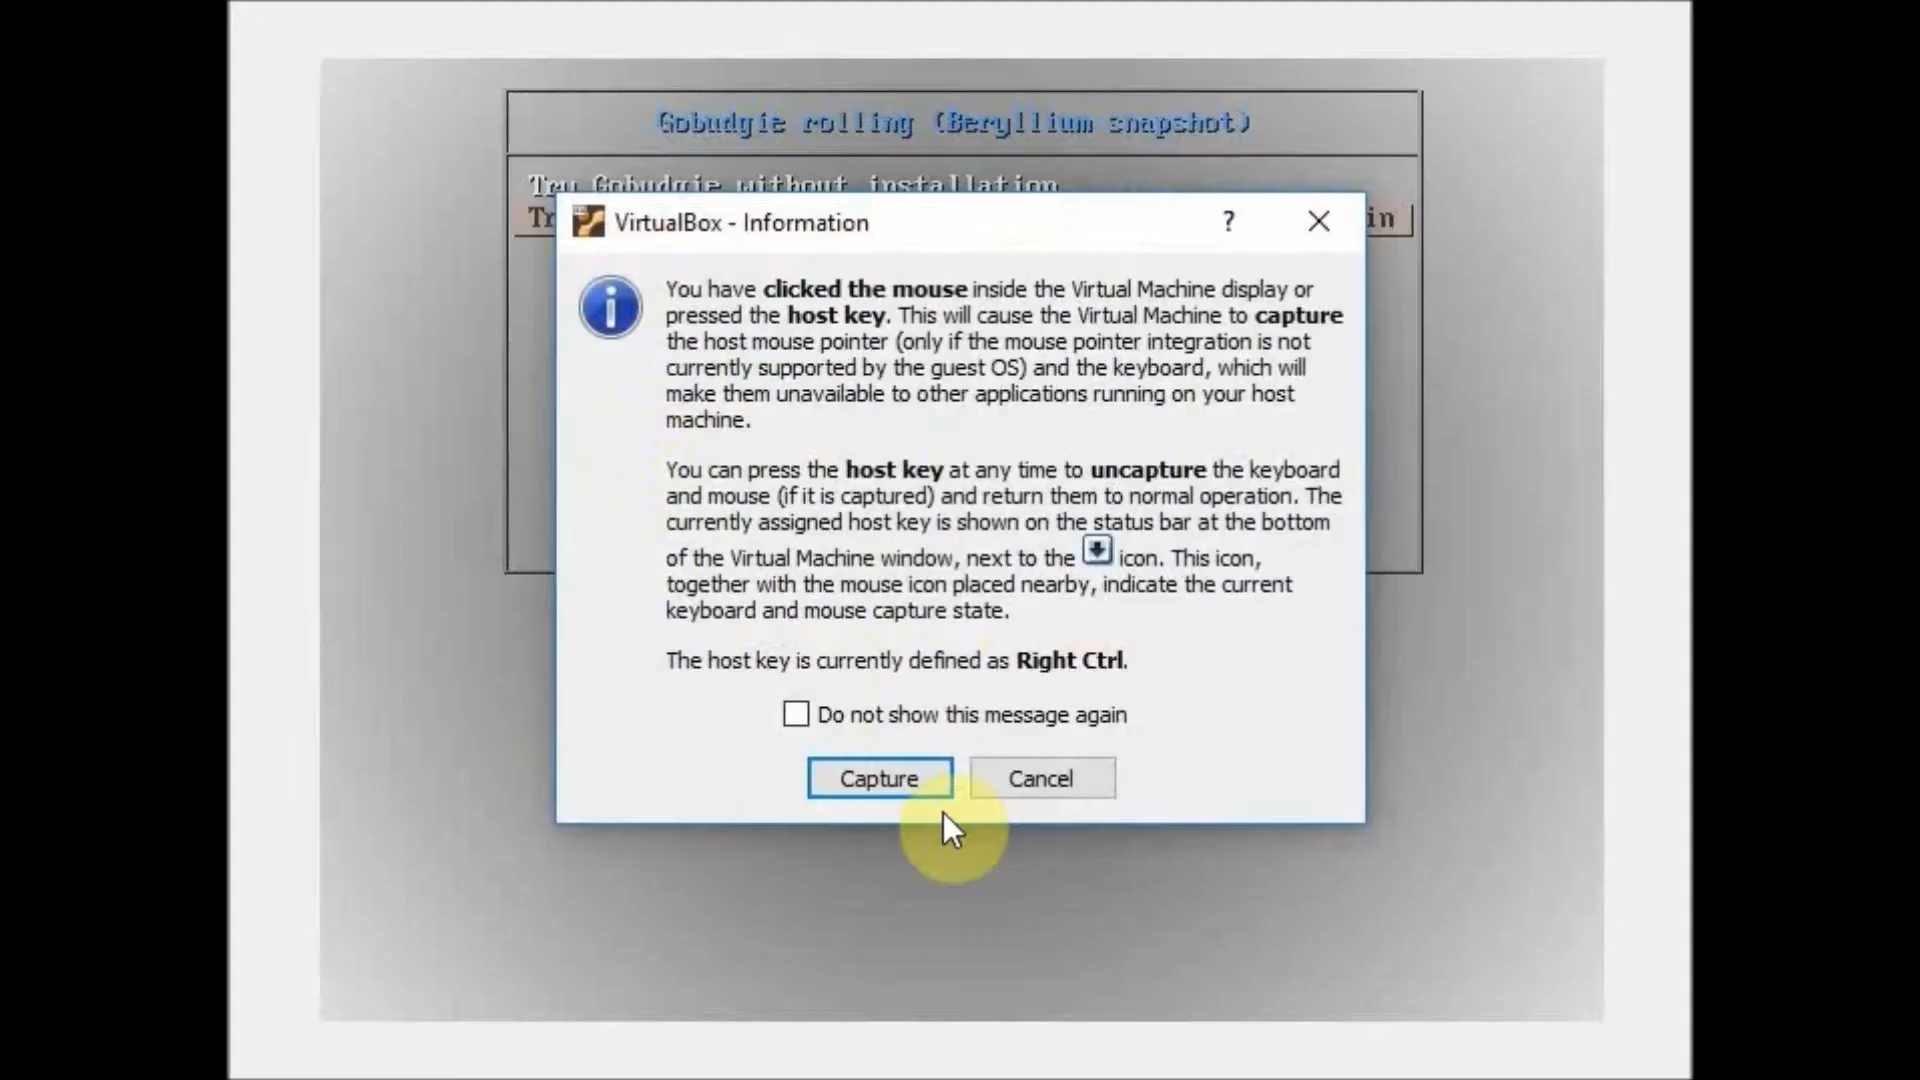 Gobudgie rolling (Beryllium snapshot)
Try Gobudgie without installation
Tr in
VirtualBox - Information
?
You have clicked the mouse inside the Virtual Machine display or
pressed the host key. This will cause the Virtual Machine to capture
the host mouse pointer (only if the mouse pointer integration is not
currently supported by the guest OS) and the keyboard, which will
make them unavailable to other applications running on your host
machine.
You can press the host key at any time to uncapture the keyboard
and mouse (if it is captured) and return them to normal operation. The
currently assigned host key is shown on the status bar at the bottom
of the Virtual Machine window, next to the icon. This icon,
together with the mouse icon placed nearby, indicate the current
keyboard and mouse capture state.
The host key is currently defined as Right Ctrl.
Do not show this message again
Capture Cancel